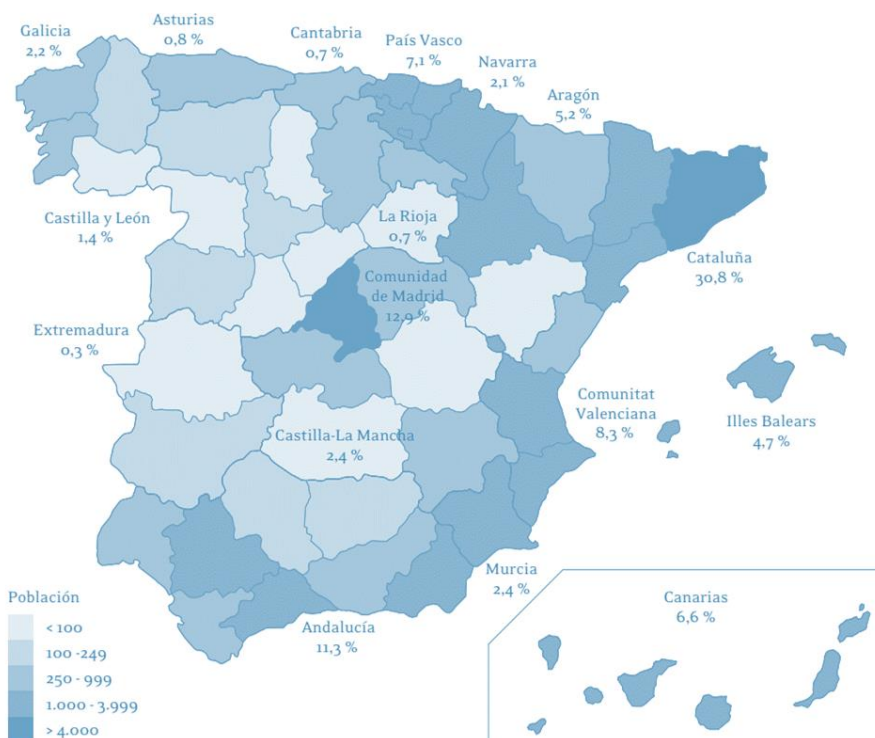 Galicia
2,2 %
Asturias
0,8 %
Cantabria
0,7 %
País Vasco
7,1 %
Navarra
2,1 %
Aragón
5,2 %
Castilla y León
1,4 %
La Rioja
0,7 %
Cataluña
30,8 %
Comunidad
de Madrid
12,9 %
Extremadura
0,3 %
Comunitat
Valenciana
8,3 %
Illes Balears
4,7 %
Castilla-La Mancha
2,4 %
Murcia
2,4 %
Andalucía
11,3 %
Canarias
6,6 %
Población
< 100
100 -249
250 - 999
1.000 - 3.999
> 4.000